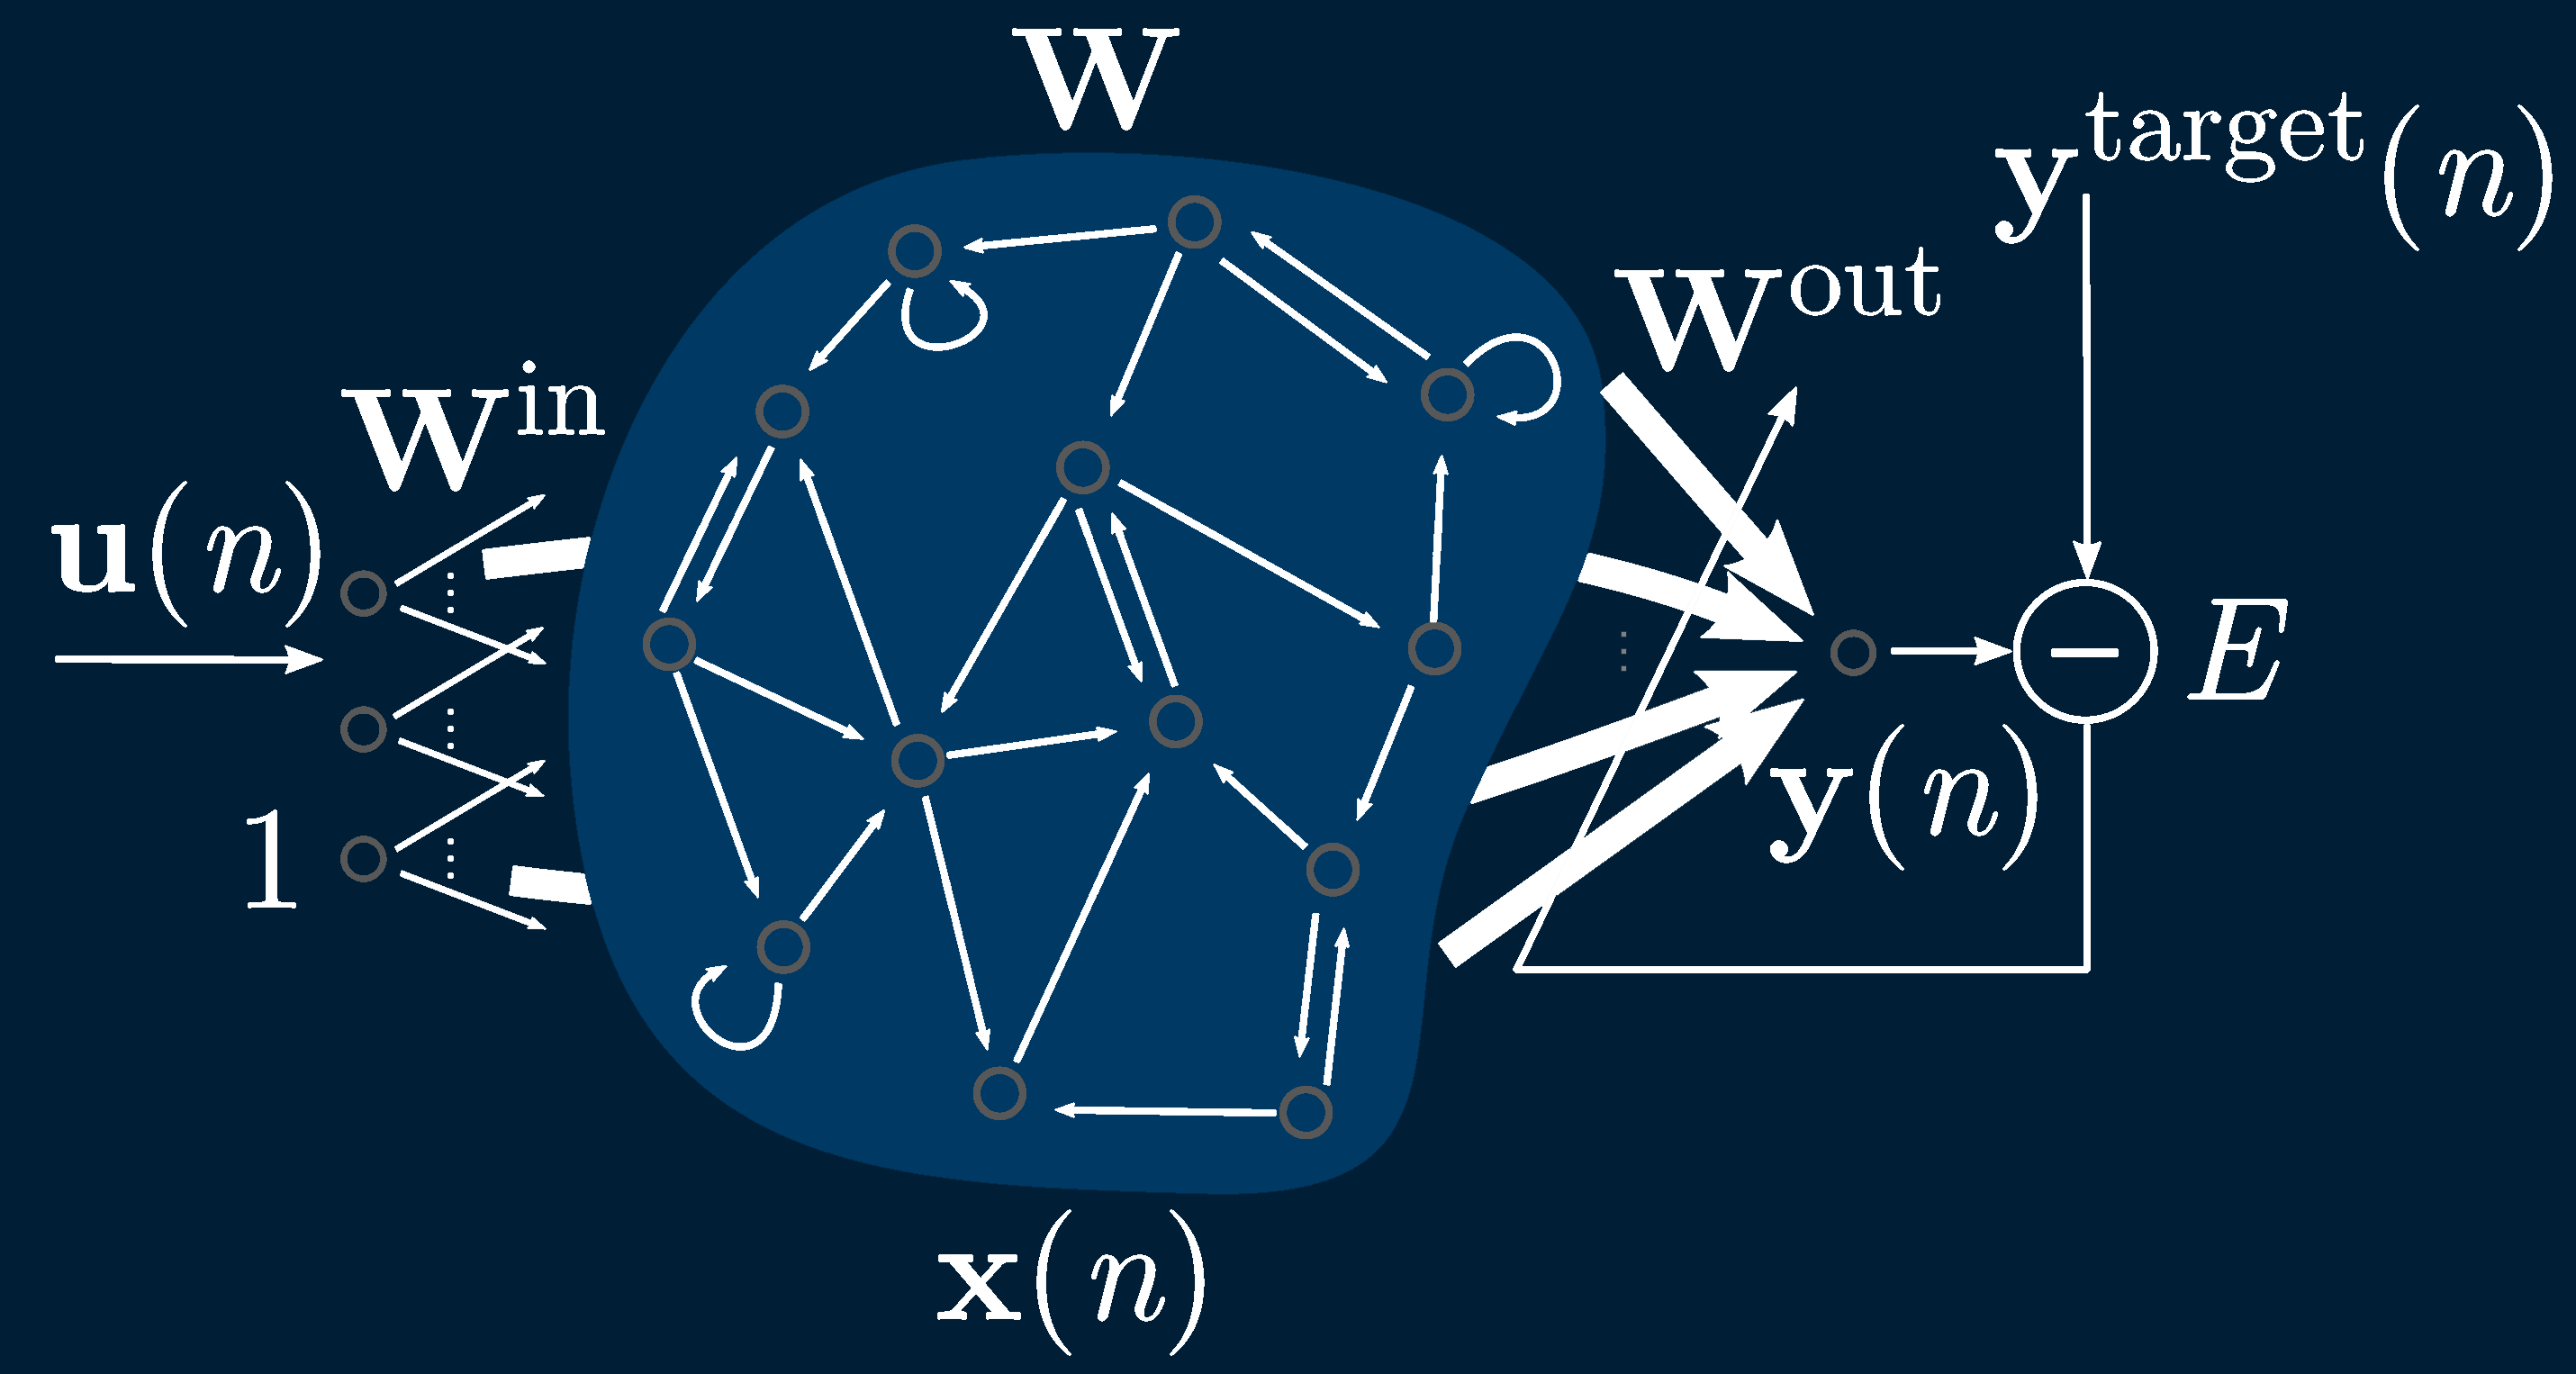 W
y^target(n)
W^out
W^in
u(n)
1
− E
y(n)
x(n)